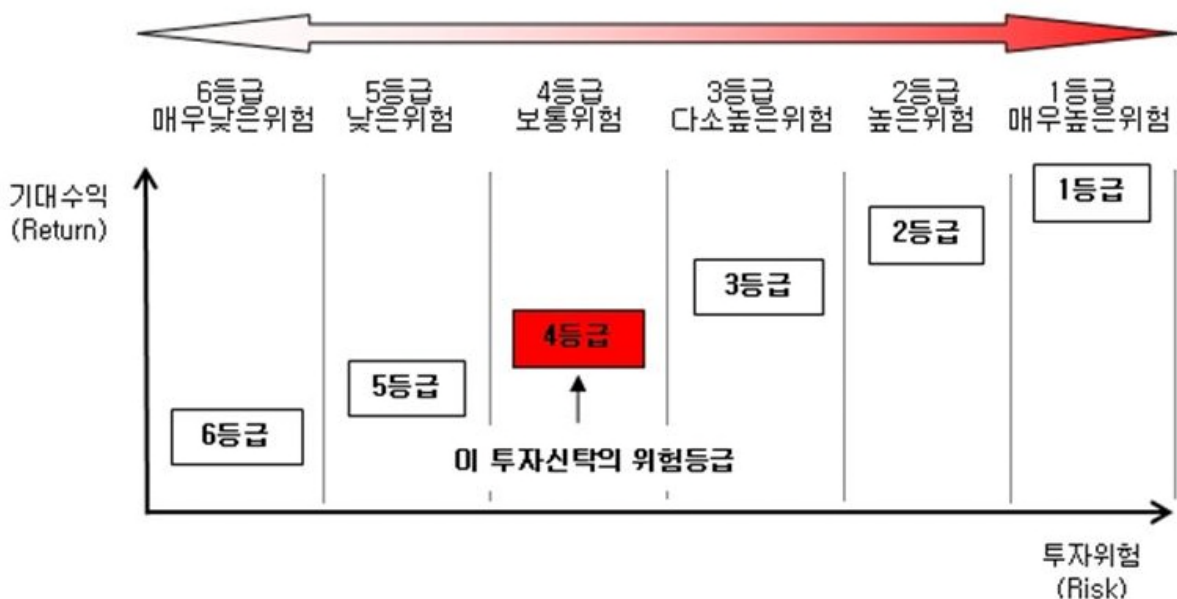 6등급 5등급 4등급 3등급 2등급 1등급
매우낮은위험 낮은위험 보통위험 다소높은위험 높은위험 매우높은위험
기대수익
(Return)
1등급
2등급
3등급
4등급
5등급
6등급
이 투자신탁의 위험등급
투자위험
(Risk)